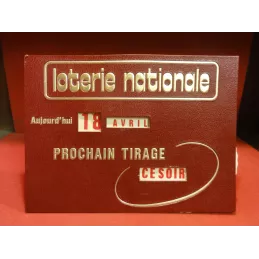 loterie nationale
Aujourd'hui 18 AVRIL
PROCHAIN TIRAGE
CE SOIR